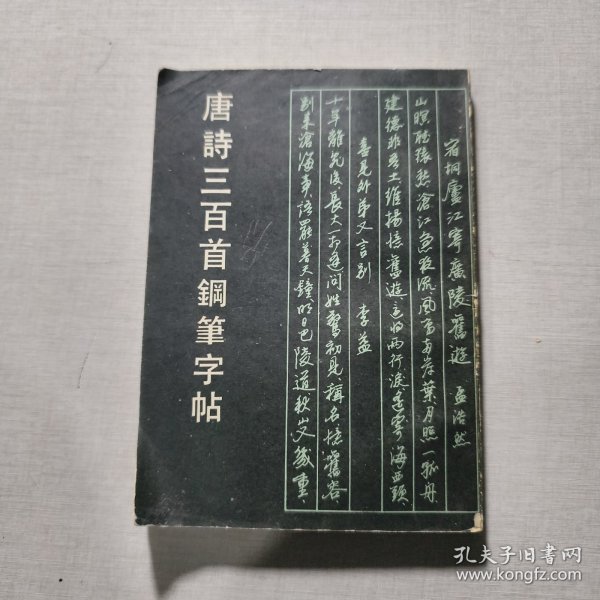 唐詩三百首鋼筆字帖
宿桐廬江寄廣陵舊遊 孟浩然
山暝聽猿愁滄江急夜流風鳴兩岸葉月照一孤舟
建德非吾土維揚憶舊遊還將兩行淚遙寄海西頭
喜見外弟又言別 李益
十年離亂後長大一相逢問姓驚初見稱名憶舊容
別來滄海事語罷暮天鐘明日巴陵道秋山又幾重
孔夫子旧书网
www.kongfz.com